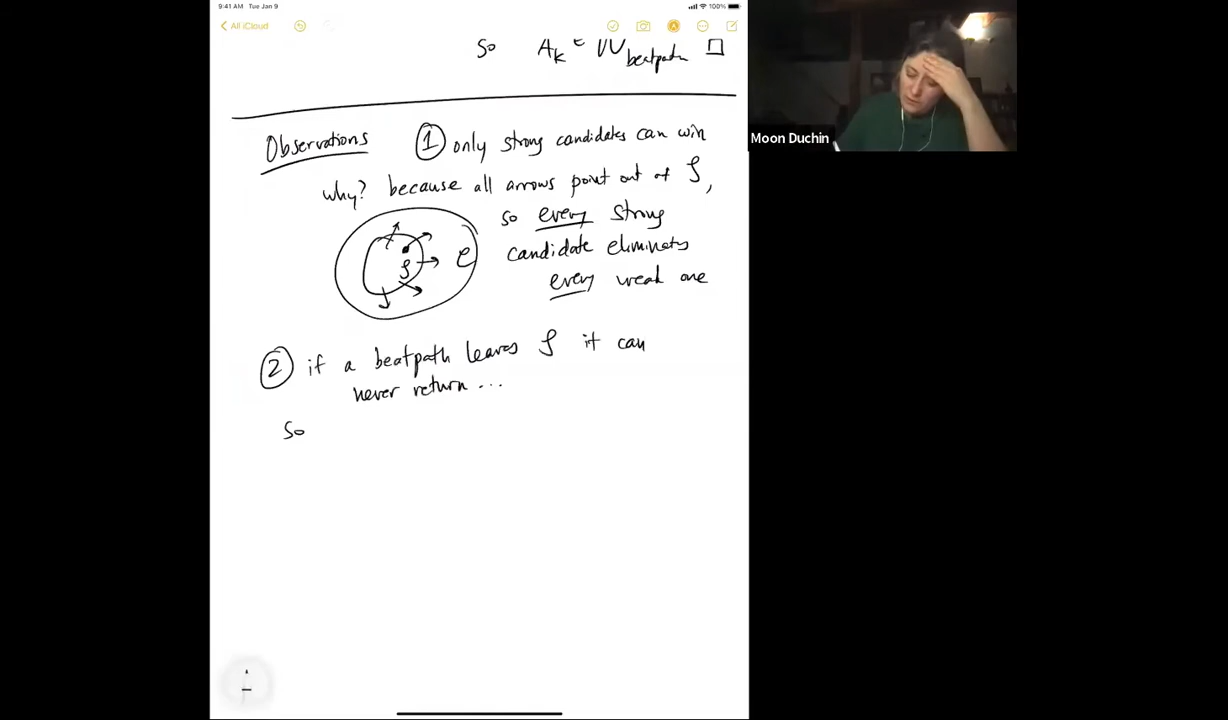 9:41 AM Tue Jan 9
100%
All iCloud
So A_k ∈ W_beatpath □
Observations ① only strong candidates can win
why? because all arrows point out of S,
so every strong
candidate eliminates
every weak one
S
C
② if a beatpath leaves S it can
never return...
So
Moon Duchin